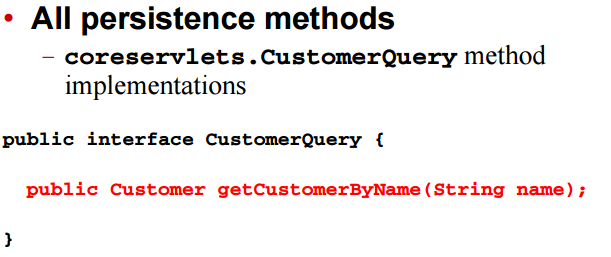 • All persistence methods
– coreservlets.CustomerQuery method
implementations
public interface CustomerQuery {
public Customer getCustomerByName(String name);
}